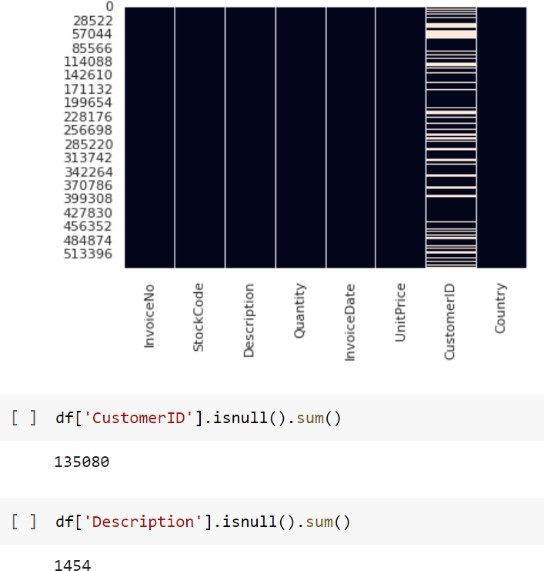 0
28522
57044
85566
114088
142610
171132
199654
228176
256698
285220
313742
342264
370786
399308
427830
456352
484874
513396
InvoiceNo
StockCode
Description
Quantity
InvoiceDate
UnitPrice
CustomerID
Country
[ ] df['CustomerID'].isnull().sum()
135080
[ ] df['Description'].isnull().sum()
1454